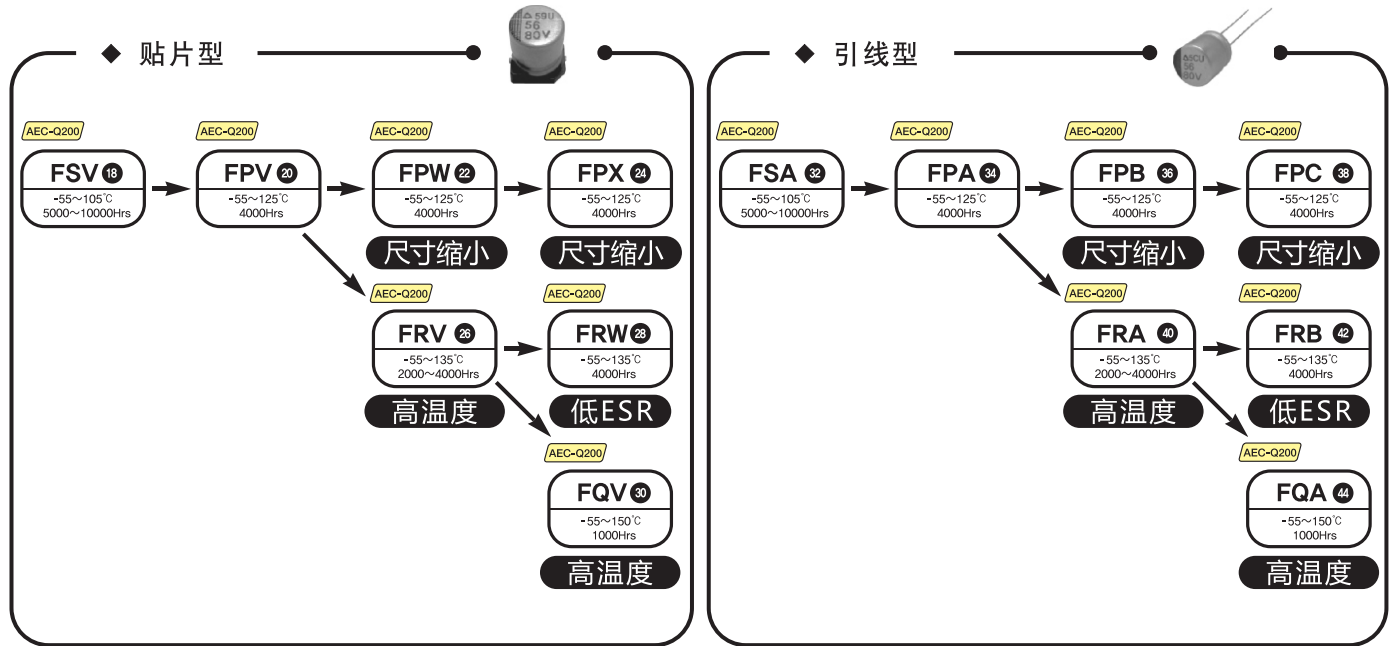 ◆ 贴片型
△ 59U
56
80V
AEC-Q200 AEC-Q200 AEC-Q200 AEC-Q200
FSV 18 FPV 20 FPW 22 FPX 24
-55～105℃ -55～125℃ -55～125℃ -55～125℃
5000～10000Hrs 4000Hrs 4000Hrs 4000Hrs
尺寸缩小 尺寸缩小
AEC-Q200 AEC-Q200
FRV 26 FRW 28
-55～135℃ -55～135℃
2000～4000Hrs 4000Hrs
高温度 低ESR
AEC-Q200
FQV 30
-55～150℃
1000Hrs
高温度
◆ 引线型
56
80V
AEC-Q200 AEC-Q200 AEC-Q200 AEC-Q200
FSA 32 FPA 34 FPB 36 FPC 38
-55～105℃ -55～125℃ -55～125℃ -55～125℃
5000～10000Hrs 4000Hrs 4000Hrs 4000Hrs
尺寸缩小 尺寸缩小
AEC-Q200 AEC-Q200
FRA 40 FRB 42
-55～135℃ -55～135℃
2000～4000Hrs 4000Hrs
高温度 低ESR
AEC-Q200
FQA 44
-55～150℃
1000Hrs
高温度